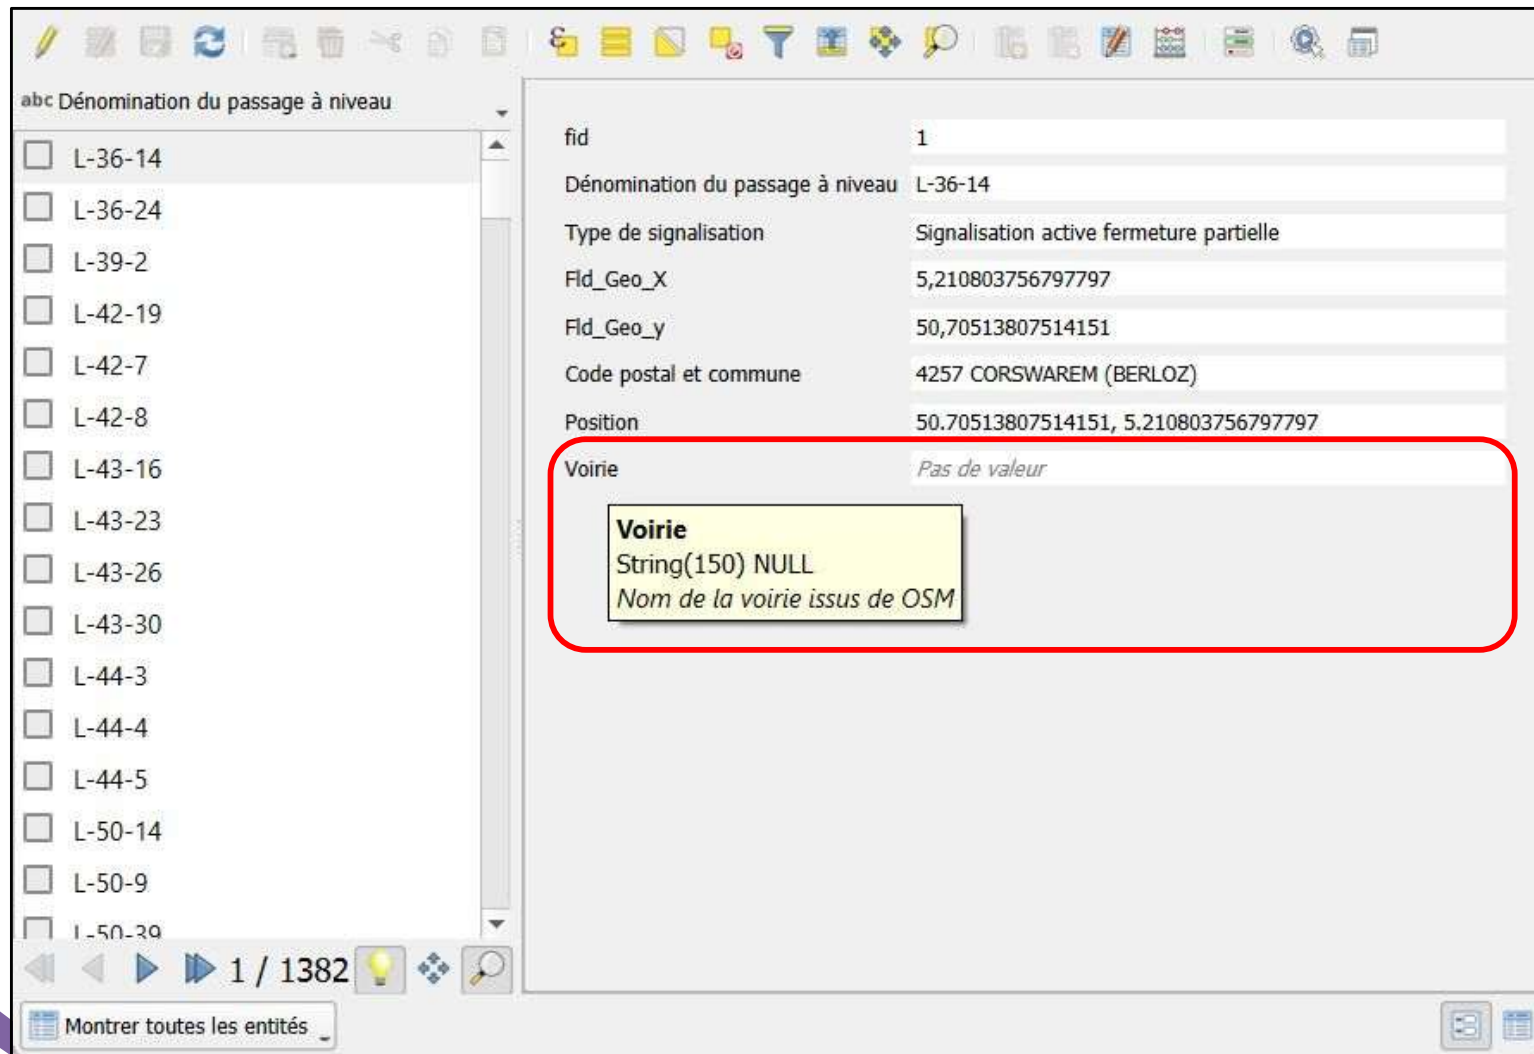 abc Dénomination du passage à niveau
L-36-14
L-36-24
L-39-2
L-42-19
L-42-7
L-42-8
L-43-16
L-43-23
L-43-26
L-43-30
L-44-3
L-44-4
L-44-5
L-50-14
L-50-9
L-50-39
1 / 1382
Montrer toutes les entités
fid 1
Dénomination du passage à niveau L-36-14
Type de signalisation Signalisation active fermeture partielle
Fld_Geo_X 5,210803756797797
Fld_Geo_y 50,70513807514151
Code postal et commune 4257 CORSWAREM (BERLOZ)
Position 50.70513807514151, 5.210803756797797
Voirie Pas de valeur
Voirie
String(150) NULL
Nom de la voirie issus de OSM